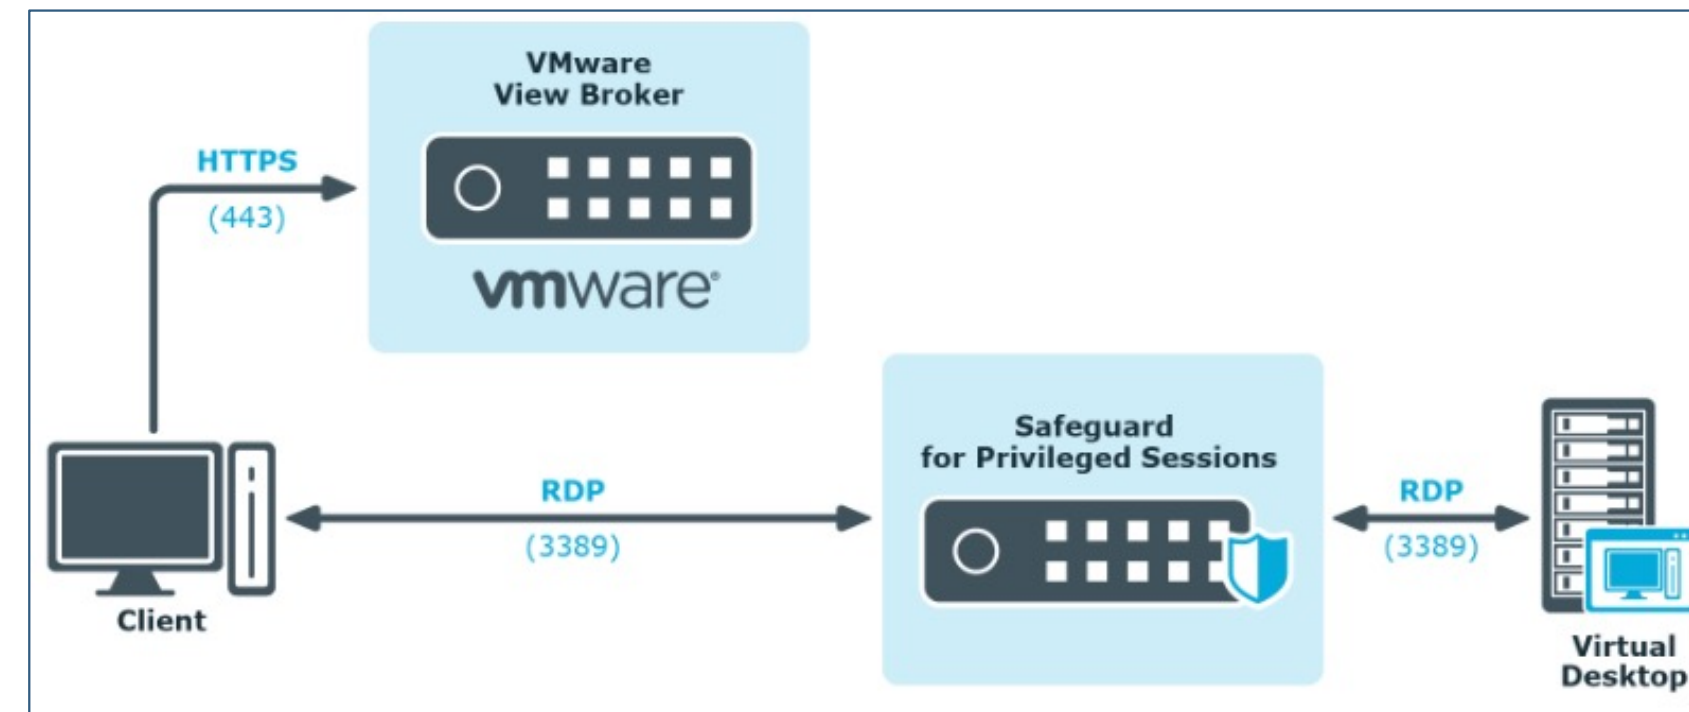 VMware
View Broker
HTTPS
(443)
vmware®
Safeguard
for Privileged Sessions
RDP
(3389)
RDP
(3389)
Client
Virtual
Desktop